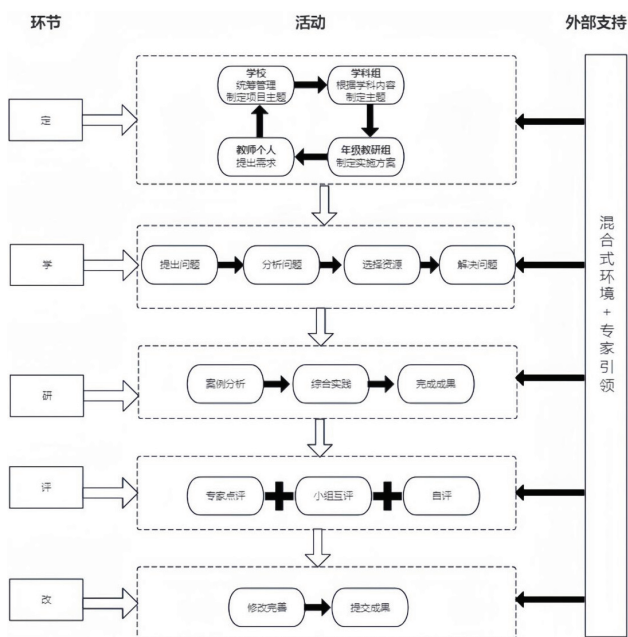 环节
活动
外部支持
定
学校
统筹管理
制定项目主题
学科组
根据学科内容
制定主题
教师个人
提出需求
年级教研组
制定实施方案
学
提出问题
分析问题
选择资源
解决问题
研
案例分析
综合实践
完成成果
评
专家点评
小组互评
自评
改
修改完善
提交成果
混合式环境+专家引领